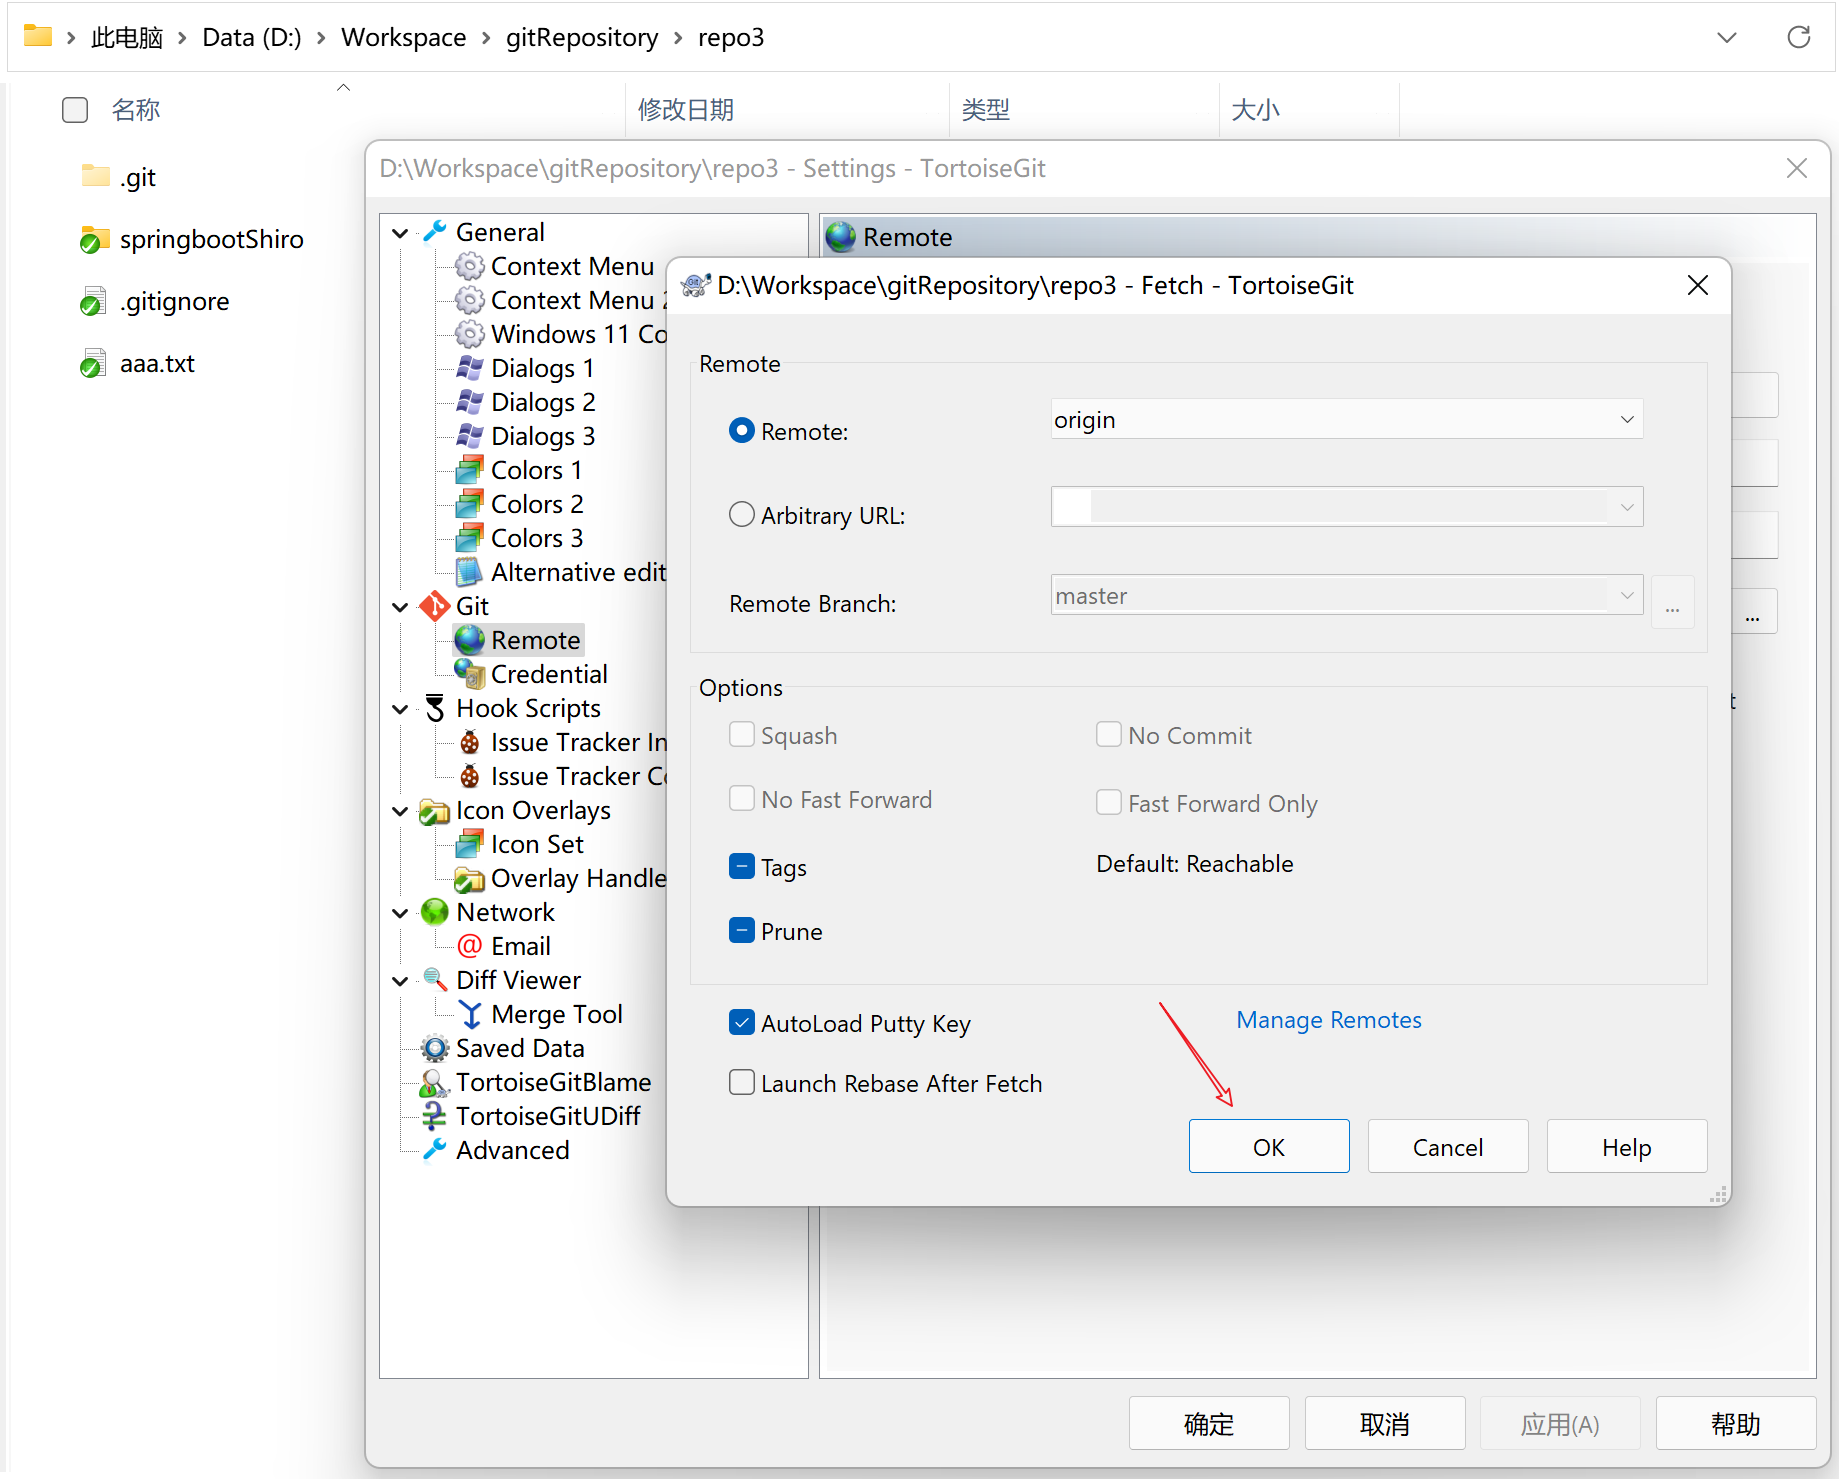 此电脑 > Data (D:) > Workspace > gitRepository > repo3
名称 修改日期 类型 大小
.git
springbootShiro
.gitignore
aaa.txt
D:\Workspace\gitRepository\repo3 - Settings - TortoiseGit
General
Context Menu
Context Menu 2
Windows 11 Co
Dialogs 1
Dialogs 2
Dialogs 3
Colors 1
Colors 2
Colors 3
Alternative edit
Git
Remote
Credential
Hook Scripts
Issue Tracker In
Issue Tracker Co
Icon Overlays
Icon Set
Overlay Handle
Network
Email
Diff Viewer
Merge Tool
Saved Data
TortoiseGitBlame
TortoiseGitUDiff
Advanced
Remote
...
t
D:\Workspace\gitRepository\repo3 - Fetch - TortoiseGit
Remote
Remote: origin
Arbitrary URL:
Remote Branch: master ...
Options
Squash No Commit
No Fast Forward Fast Forward Only
Tags Default: Reachable
Prune
AutoLoad Putty Key Manage Remotes
Launch Rebase After Fetch
OK Cancel Help
确定 取消 应用(A) 帮助